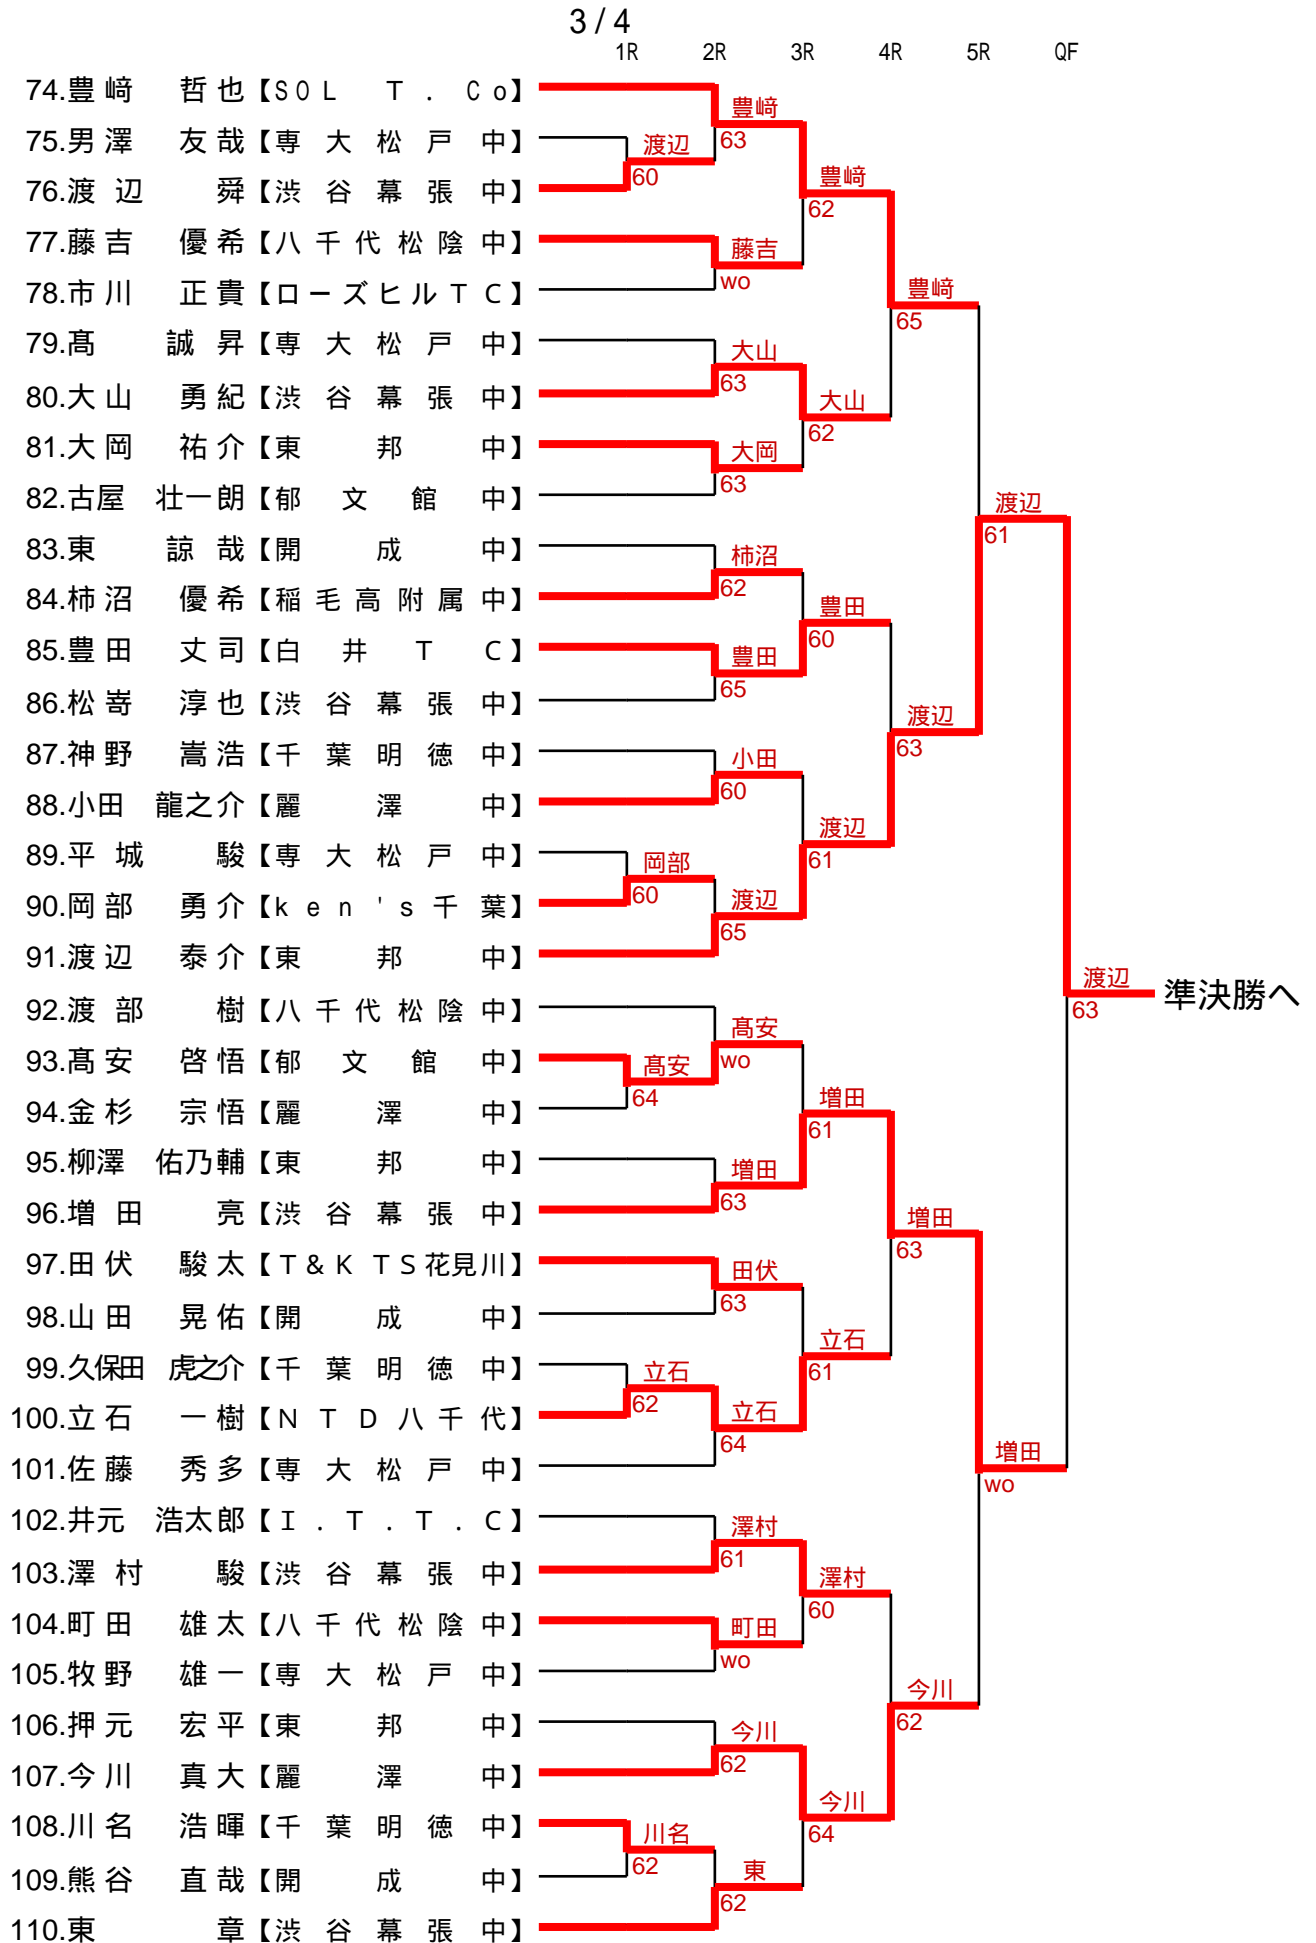 3 / 4
1R 2R 3R 4R 5R QF
74.豊﨑 哲也【SOL T.Co】
豊﨑
75.男澤 友哉【専大松戸中】
渡辺 63
76.渡辺 舜【渋谷幕張中】
60 豊﨑
62
77.藤吉 優希【八千代松陰中】
藤吉
78.市川 正貴【ローズヒルTC】
wo 豊﨑
65
79.髙 誠昇【専大松戸中】
大山
80.大山 勇紀【渋谷幕張中】
63 大山
62
81.大岡 祐介【東邦中】
大岡
82.古屋 壮一朗【郁文館中】
63 渡辺
61
83.東 諒哉【開成中】
柿沼
84.柿沼 優希【稲毛高附属中】
62 豊田
60
85.豊田 丈司【白井TC】
豊田
86.松嵜 淳也【渋谷幕張中】
65 渡辺
63
87.神野 嵩浩【千葉明徳中】
小田
88.小田 龍之介【麗澤中】
60 渡辺
61
89.平城 駿【専大松戸中】
岡部
90.岡部 勇介【ken's千葉】
60 渡辺
65
91.渡辺 泰介【東邦中】
渡辺 準決勝へ
63
92.渡部 樹【八千代松陰中】
髙安
93.髙安 啓悟【郁文館中】
髙安 wo
94.金杉 宗悟【麗澤中】
64 増田
61
95.柳澤 佑乃輔【東邦中】
増田
96.増田 亮【渋谷幕張中】
63 増田
63
97.田伏 駿太【T&K TS花見川】
田伏
98.山田 晃佑【開成中】
63 立石
61
99.久保田 虎之介【千葉明徳中】
立石
100.立石 一樹【NTD八千代】
62 立石
64
101.佐藤 秀多【専大松戸中】
増田
wo
102.井元 浩太郎【I.T.T.C】
澤村
103.澤村 駿【渋谷幕張中】
61 澤村
60
104.町田 雄太【八千代松陰中】
町田
105.牧野 雄一【専大松戸中】
wo 今川
62
106.押元 宏平【東邦中】
今川
107.今川 真大【麗澤中】
62 今川
64
108.川名 浩暉【千葉明徳中】
川名
109.熊谷 直哉【開成中】
62 東
62
110.東 章【渋谷幕張中】